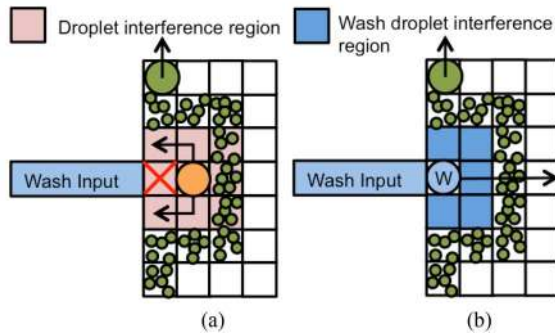 Droplet interference region
Wash droplet interference
region
Wash Input
Wash Input
W
(a)
(b)